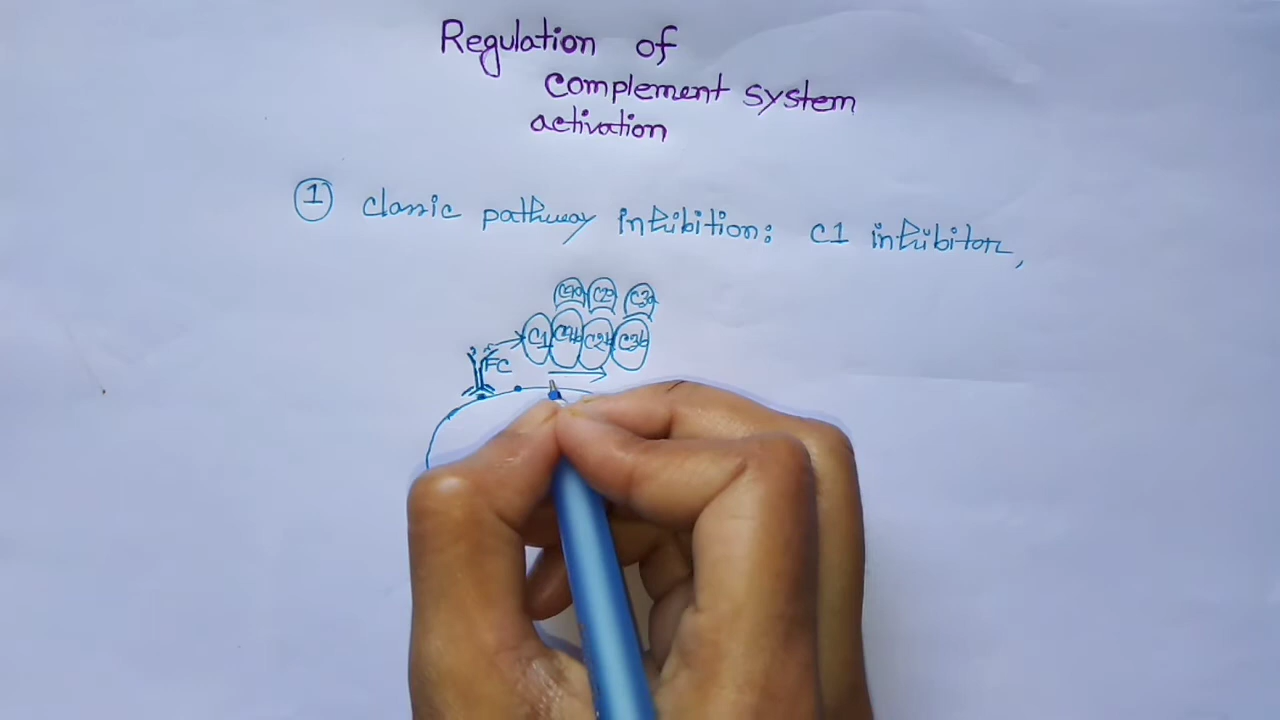 Regulation of
complement system
activation
1 classic pathway inhibition: C1 inhibitor,
C4a C2a C3a
C1 C4b C2b C3b
FC